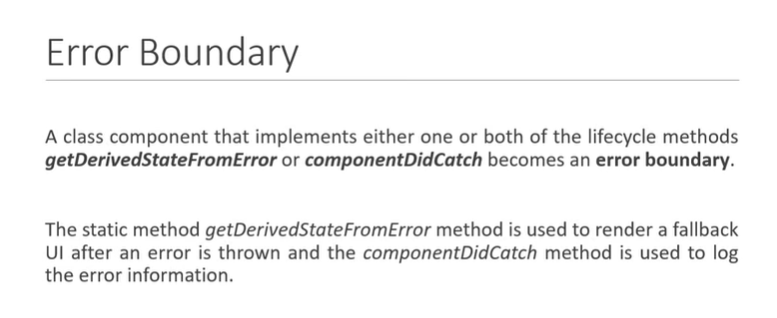 Error Boundary
A class component that implements either one or both of the lifecycle methods
getDerivedStateFromError or componentDidCatch becomes an error boundary.
The static method getDerivedStateFromError method is used to render a fallback
UI after an error is thrown and the componentDidCatch method is used to log
the error information.